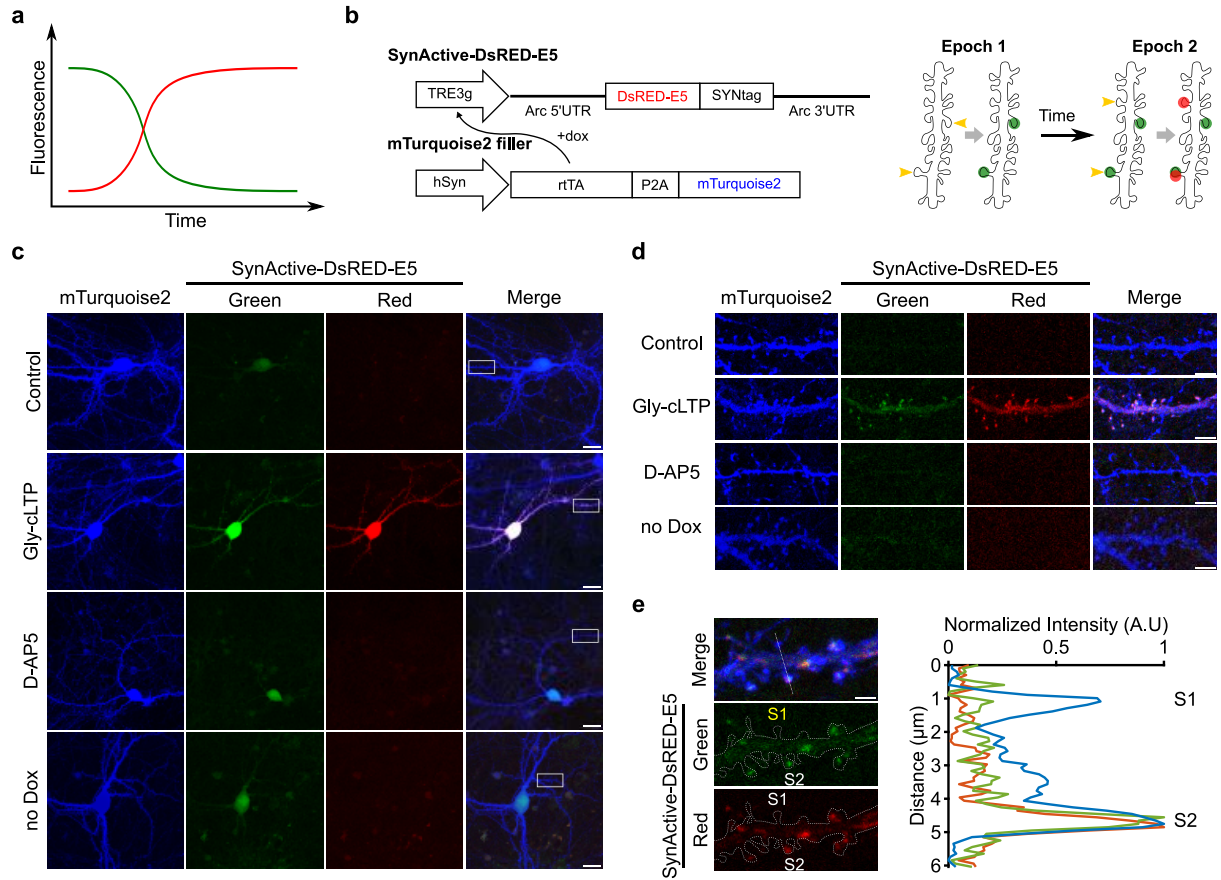 a
Fluorescence
Time
b
SynActive-DsRED-E5
TRE3g
Arc 5'UTR
DsRED-E5
SYNtag
Arc 3'UTR
+dox
mTurquoise2 filler
hSyn
rtTA
P2A
mTurquoise2
Epoch 1
Time
Epoch 2
c
SynActive-DsRED-E5
mTurquoise2
Green
Red
Merge
Control
Gly-cLTP
D-AP5
no Dox
d
SynActive-DsRED-E5
mTurquoise2
Green
Red
Merge
Control
Gly-cLTP
D-AP5
no Dox
e
Merge
SynActive-DsRED-E5
Green
Red
S1
S2
S1
S2
Normalized Intensity (A.U)
0
0.5
1
Distance (µm)
0
1
2
3
4
5
6
S1
S2